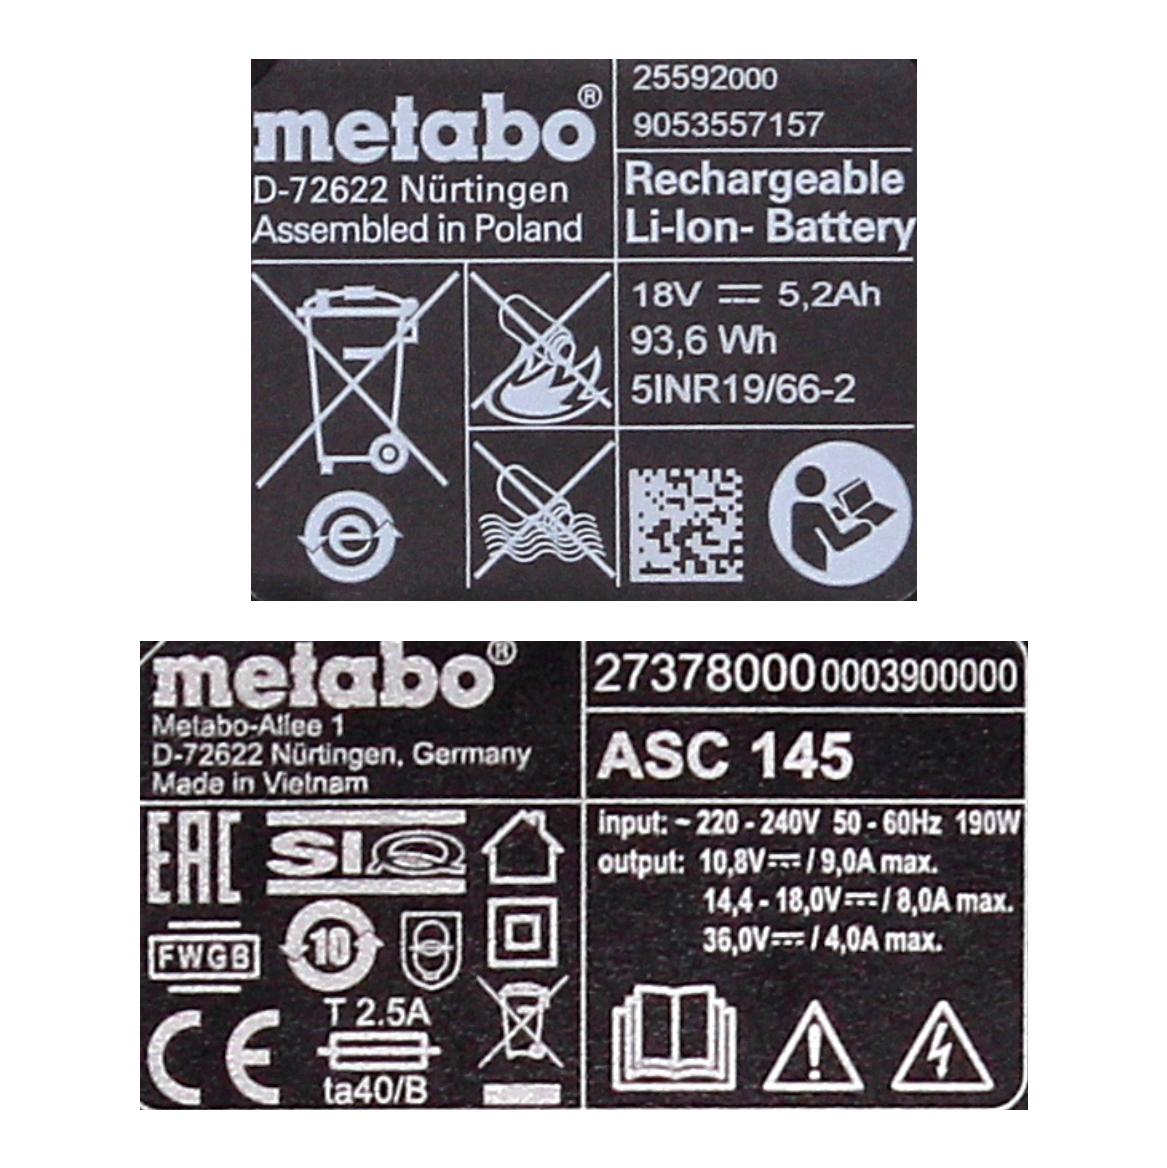 metabo®
D-72622 Nürtingen
Assembled in Poland
25592000
9053557157
Rechargeable
Li-Ion- Battery
18V ⎓ 5,2Ah
93,6 Wh
5INR19/66-2
e
metabo®
Metabo-Allee 1
D-72622 Nürtingen, Germany
Made in Vietnam
27378000 0003900000
ASC 145
input: ~ 220 - 240V 50 - 60Hz 190W
output: 10,8V⎓ / 9,0A max.
14,4 - 18,0V⎓ / 8,0A max.
36,0V⎓ / 4,0A max.
EAC
SIQ
FWGB
10
CE
T 2.5A
ta40/B